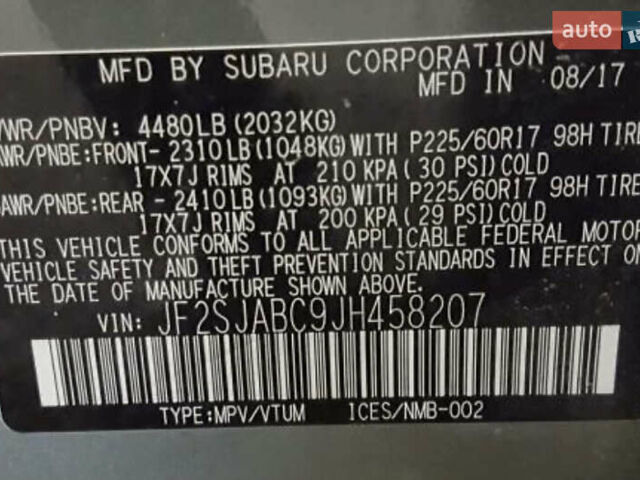 auto
MFD BY SUBARU CORPORATION
MFD IN 08/17
VWR/PNBV: 4480LB (2032KG)
AWR/PNBE:FRONT- 2310LB (1048KG) WITH P225/60R17 98H TIRE
17X7J RIMS AT 210 KPA ( 30 PSI) COLD
AWR/PNBE:REAR - 2410LB (1093KG) WITH P225/60R17 98H TIRE
17X7J RIMS AT 200 KPA ( 29 PSI) COLD
THIS VEHICLE CONFORMS TO ALL APPLICABLE FEDERAL MOTOR
VEHICLE SAFETY AND THEFT PREVENTION STANDARDS IN EFFECT ON
THE DATE OF MANUFACTURE SHOWN ABOVE.
VIN: JF2SJABC9JH458207
TYPE:MPV/VTUM ICES/NMB-002